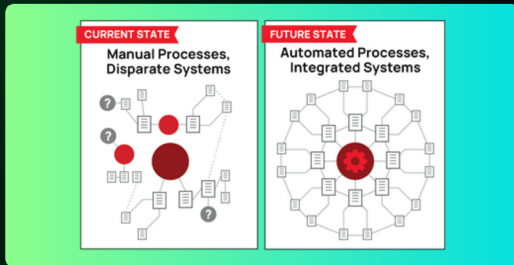 CURRENT STATE
Manual Processes,
Disparate Systems
?
?
?
FUTURE STATE
Automated Processes,
Integrated Systems